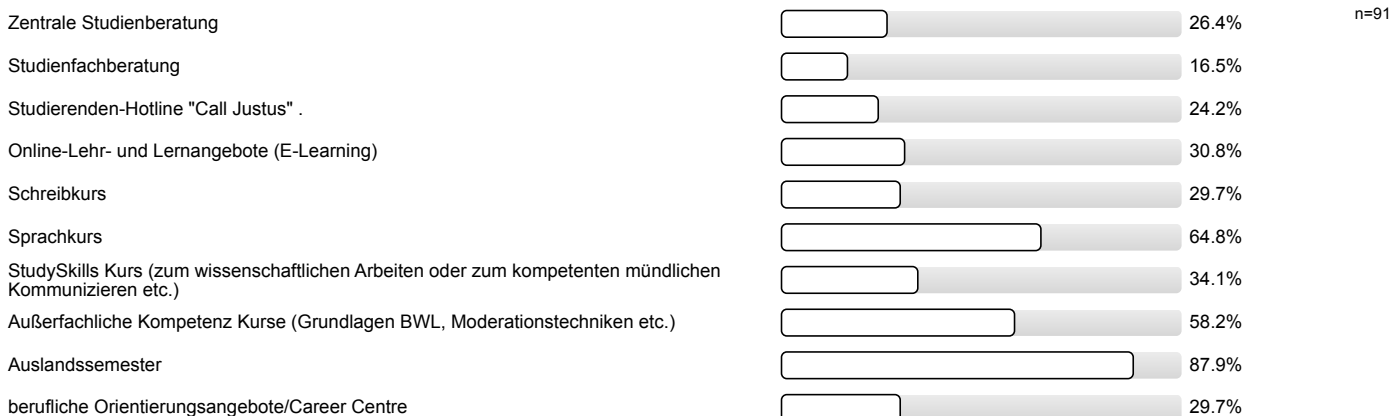 Zentrale Studienberatung 26.4% n=91
Studienfachberatung 16.5%
Studierenden-Hotline "Call Justus" . 24.2%
Online-Lehr- und Lernangebote (E-Learning) 30.8%
Schreibkurs 29.7%
Sprachkurs 64.8%
StudySkills Kurs (zum wissenschaftlichen Arbeiten oder zum kompetenten mündlichen
Kommunizieren etc.) 34.1%
Außerfachliche Kompetenz Kurse (Grundlagen BWL, Moderationstechniken etc.) 58.2%
Auslandssemester 87.9%
berufliche Orientierungsangebote/Career Centre 29.7%